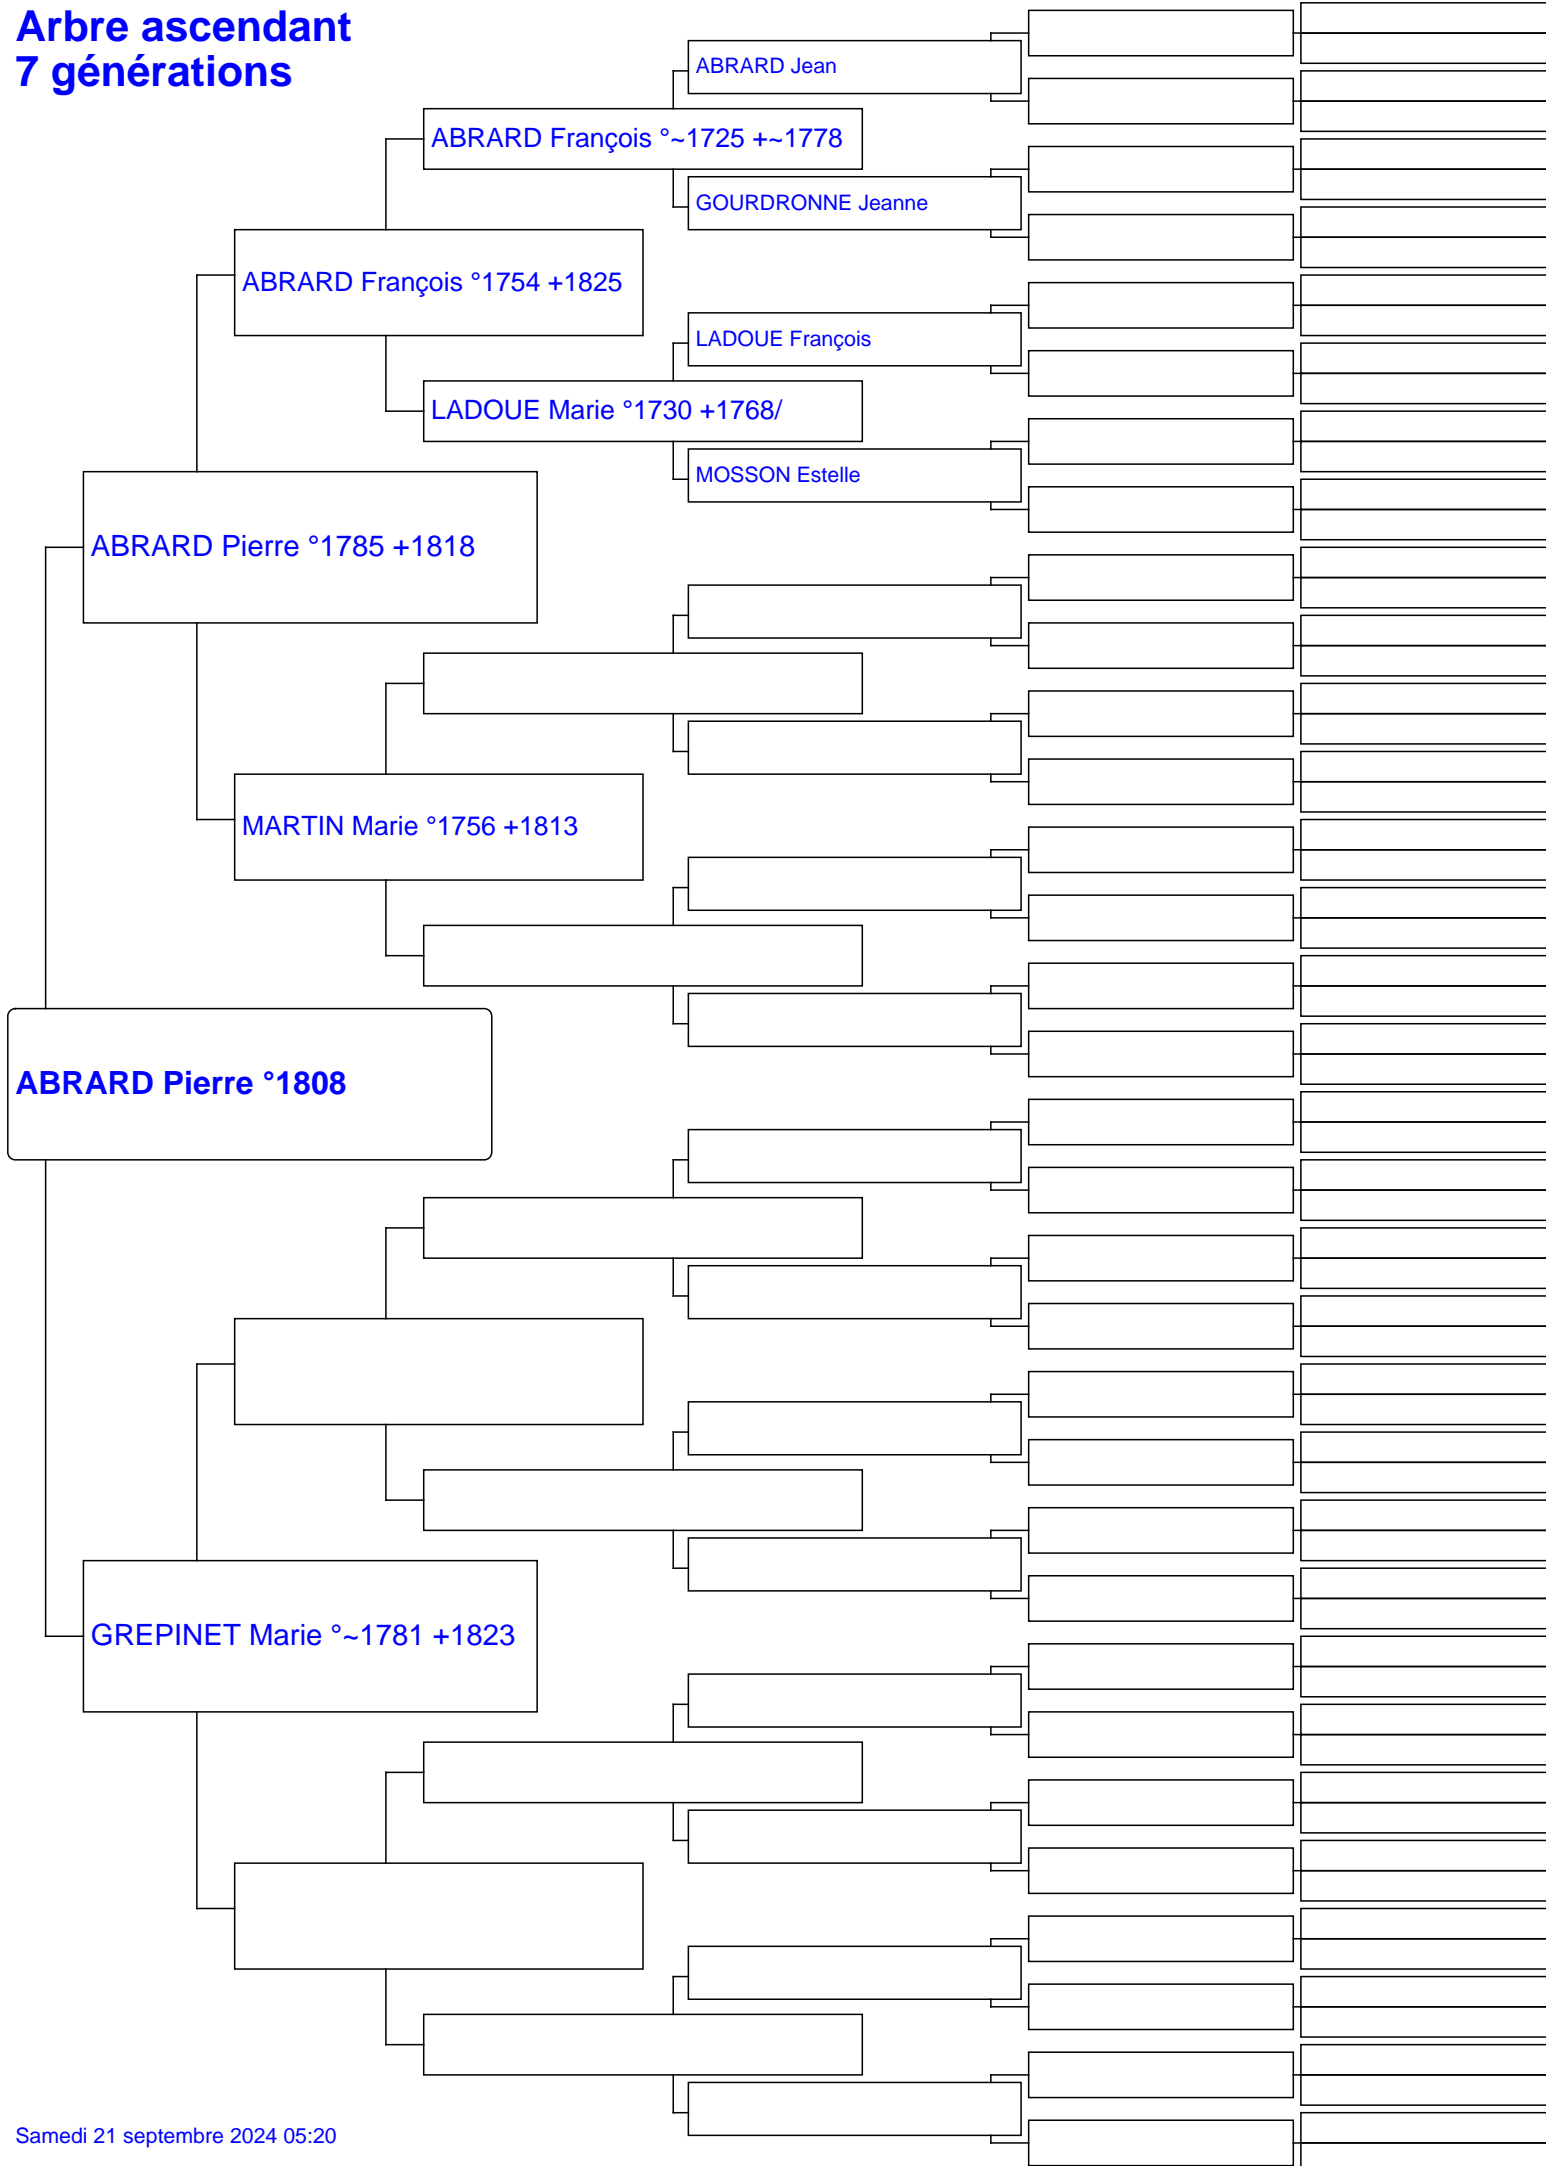 Arbre ascendant
7 générations
ABRARD Jean
ABRARD François °~1725 +~1778
GOURDRONNE Jeanne
ABRARD François °1754 +1825
LADOUE François
LADOUE Marie °1730 +1768/
MOSSON Estelle
ABRARD Pierre °1785 +1818
MARTIN Marie °1756 +1813
ABRARD Pierre °1808
GREPINET Marie °~1781 +1823
Samedi 21 septembre 2024 05:20